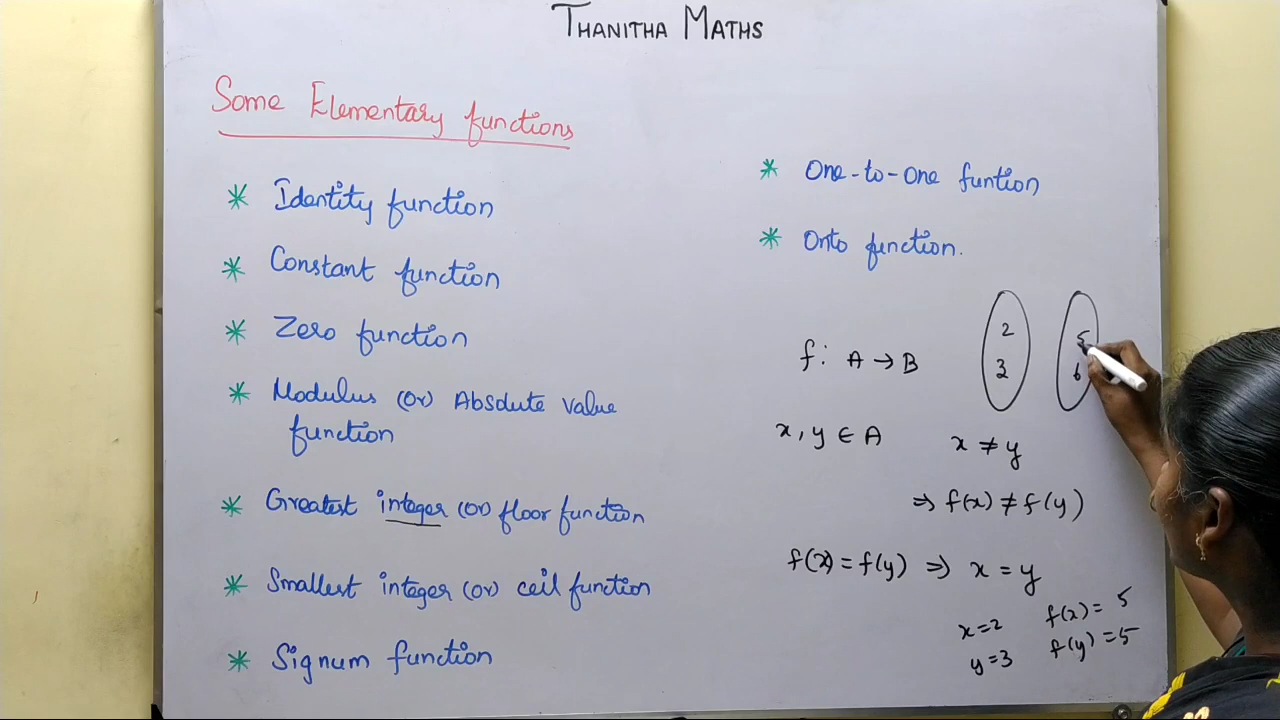 THANITHA MATHS
Some Elementary functions
* Identity function
* Constant function
* Zero function
* Modulus (or) Absolute value
function
* Greatest integer (or) floor function
* Smallest integer (or) ceil function
* Signum function
* One-to-One funtion
* Onto function.
2 5
3 6
f: A → B
x, y ∈ A x ≠ y
⇒ f(x) ≠ f(y)
f(x) = f(y) ⇒ x = y
x=2 f(x) = 5
y=3 f(y) = 5